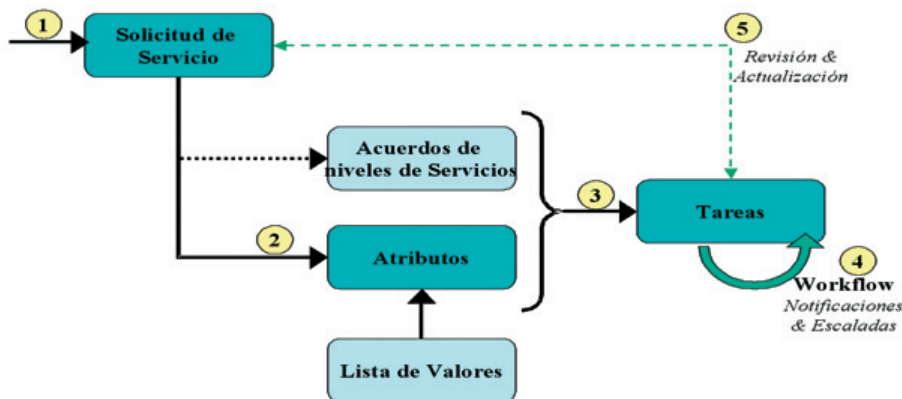 1
Solicitud de
Servicio
5
Revisión &
Actualización
Acuerdos de
niveles de Servicios
3
Tareas
2
Atributos
4
Workflow
Notificaciones
& Escaladas
Lista de Valores